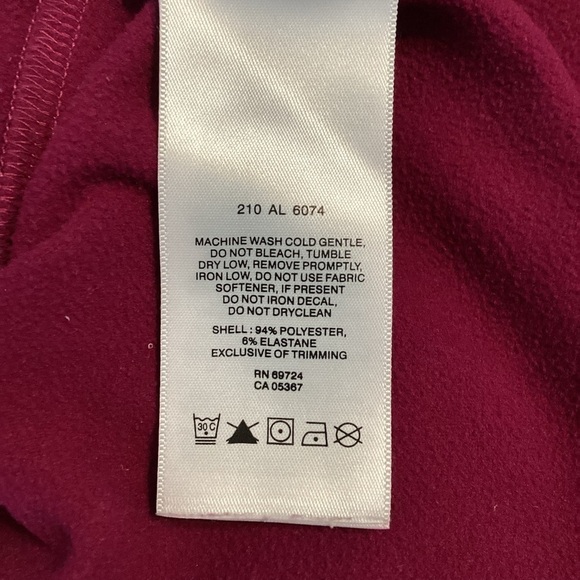 210 AL 6074
MACHINE WASH COLD GENTLE,
DO NOT BLEACH, TUMBLE
DRY LOW, REMOVE PROMPTLY,
IRON LOW, DO NOT USE FABRIC
SOFTENER, IF PRESENT
DO NOT IRON DECAL,
DO NOT DRYCLEAN
SHELL : 94% POLYESTER,
6% ELASTANE
EXCLUSIVE OF TRIMMING
RN 69724
CA 05367
30 C